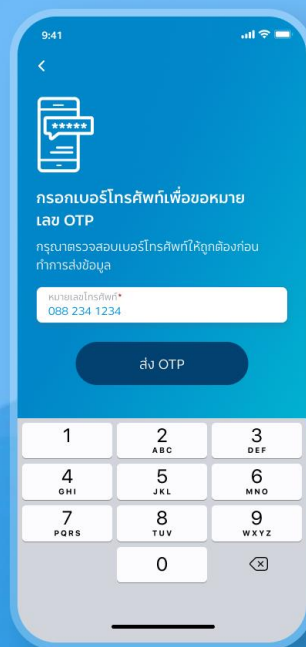 9:41
*****
กรอกเบอร์โทรศัพท์เพื่อขอหมาย
เลข OTP
กรุณาตรวจสอบเบอร์โทรศัพท์ให้ถูกต้องก่อน
ทำการส่งข้อมูล
หมายเลขโทรศัพท์*
088 234 1234
ส่ง OTP
1 2 3
ABC DEF
4 5 6
GHI JKL MNO
7 8 9
PQRS TUV WXYZ
0